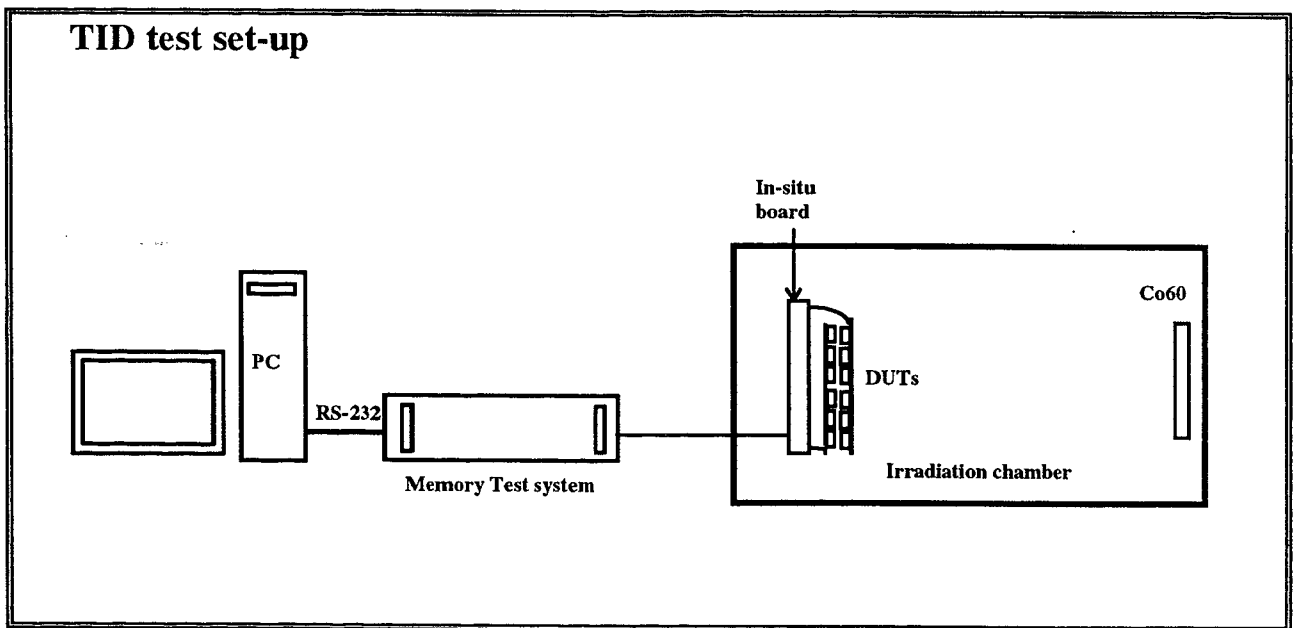 TID test set-up
In-situ
board
Co60
PC
DUTs
RS-232
Irradiation chamber
Memory Test system